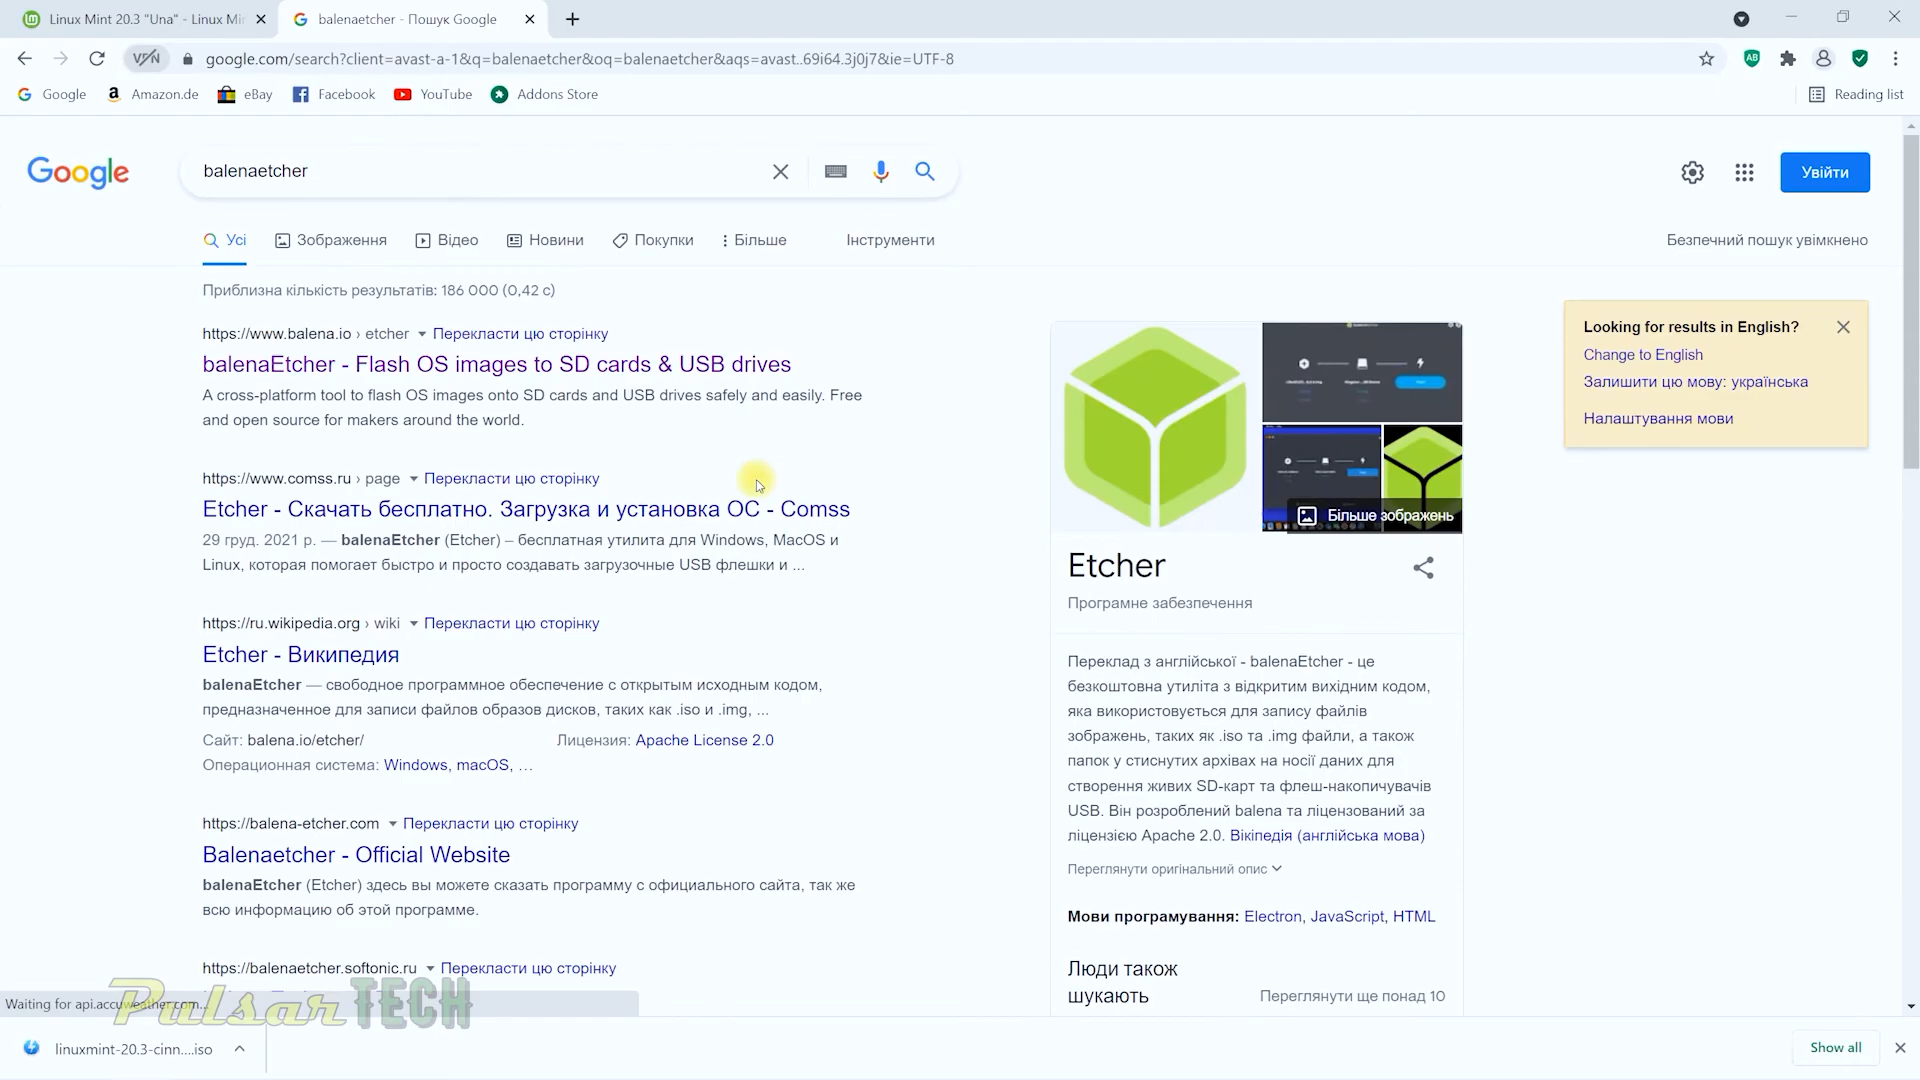 Linux Mint 20.3 "Una" - Linux Mi
balenaetcher - Пошук Google
VPN
google.com/search?client=avast-a-1&q=balenaetcher&oq=balenaetcher&aqs=avast..69i64.3j0j7&ie=UTF-8
Google
Amazon.de
eBay
Facebook
YouTube
Addons Store
Reading list
Google
balenaetcher
Увійти
Усі
Зображення
Відео
Новини
Покупки
Більше
Інструменти
Безпечний пошук увімкнено
Приблизна кількість результатів: 186 000 (0,42 с)
https://www.balena.io › etcher Перекласти цю сторінку
balenaEtcher - Flash OS images to SD cards & USB drives
A cross-platform tool to flash OS images onto SD cards and USB drives safely and easily. Free
and open source for makers around the world.
https://www.comss.ru › page Перекласти цю сторінку
Etcher - Скачать бесплатно. Загрузка и установка ОС - Comss
29 груд. 2021 р. — balenaEtcher (Etcher) – бесплатная утилита для Windows, MacOS и
Linux, которая помогает быстро и просто создавать загрузочные USB флешки и ...
https://ru.wikipedia.org › wiki Перекласти цю сторінку
Etcher - Википедия
balenaEtcher — свободное программное обеспечение с открытым исходным кодом,
предназначенное для записи файлов образов дисков, таких как .iso и .img, ...
Сайт: balena.io/etcher/ Лицензия: Apache License 2.0
Операционная система: Windows, macOS, ...
https://balena-etcher.com Перекласти цю сторінку
Balenaetcher - Official Website
balenaEtcher (Etcher) здесь вы можете сказать программу с официального сайта, так же
всю информацию об этой программе.
https://balenaetcher.softonic.ru Перекласти цю сторінку
Більше зображень
Etcher
Програмне забезпечення
Переклад з англійської - balenaEtcher - це
безкоштовна утиліта з відкритим вихідним кодом,
яка використовується для запису файлів
зображень, таких як .iso та .img файли, а також
папок у стиснутих архівах на носії даних для
створення живих SD-карт та флеш-накопичувачів
USB. Він розроблений balena та ліцензований за
ліцензією Apache 2.0. Вікіпедія (англійська мова)
Переглянути оригінальний опис
Мови програмування: Electron, JavaScript, HTML
Люди також
шукають
Переглянути ще понад 10
Looking for results in English?
Change to English
Залишити цю мову: українська
Налаштування мови
Waiting for api.accuweather.com...
Pulsar TECH
linuxmint-20.3-cinn....iso
Show all